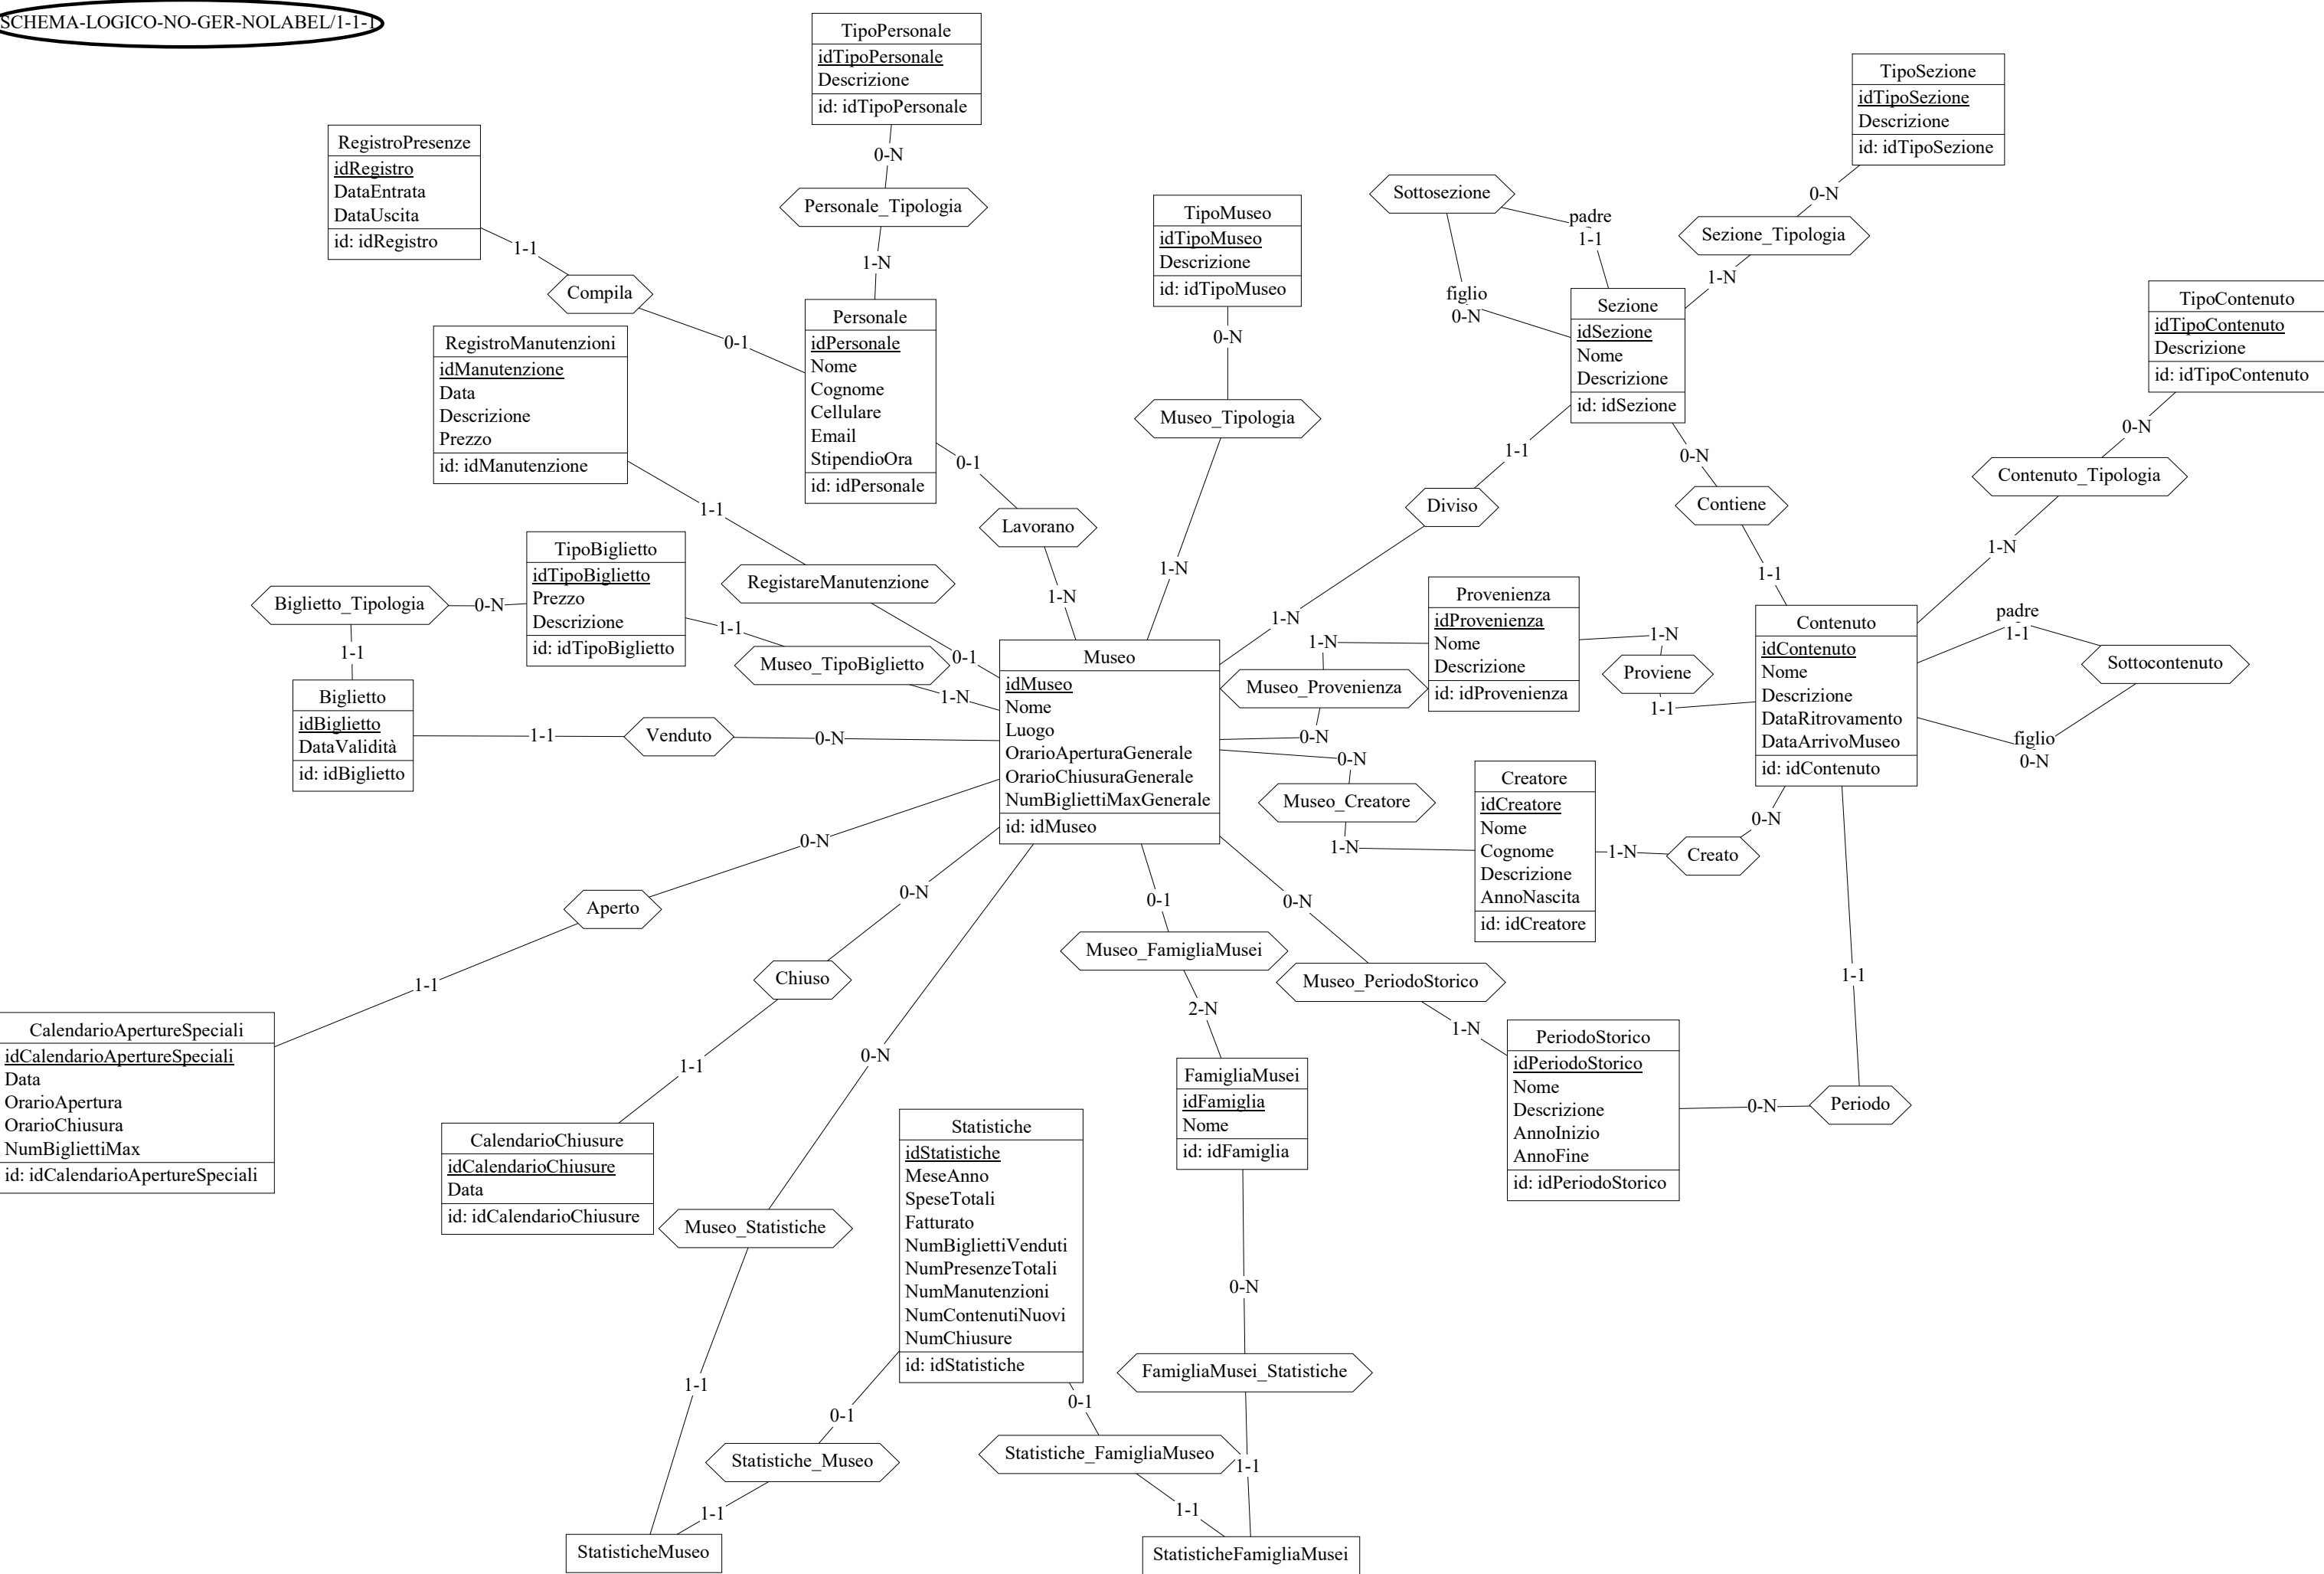 SCHEMA-LOGICO-NO-GER-NOLABEL/1-1-1
TipoPersonale
idTipoPersonale
Descrizione
id: idTipoPersonale
0-N
Personale_Tipologia
1-N
TipoSezione
idTipoSezione
Descrizione
id: idTipoSezione
0-N
Sezione_Tipologia
1-N
RegistroPresenze
idRegistro
DataEntrata
DataUscita
id: idRegistro
1-1
Compila
0-1
Sottosezione
padre
1-1
figlio
0-N
TipoMuseo
idTipoMuseo
Descrizione
id: idTipoMuseo
0-N
Museo_Tipologia
1-N
Personale
idPersonale
Nome
Cognome
Cellulare
Email
StipendioOra
id: idPersonale
0-1
Lavorano
1-N
Sezione
idSezione
Nome
Descrizione
id: idSezione
1-1
Diviso
1-N
0-N
Contiene
1-1
TipoContenuto
idTipoContenuto
Descrizione
id: idTipoContenuto
0-N
Contenuto_Tipologia
1-N
RegistroManutenzioni
idManutenzione
Data
Descrizione
Prezzo
id: idManutenzione
1-1
RegistareManutenzione
0-1
TipoBiglietto
idTipoBiglietto
Prezzo
Descrizione
id: idTipoBiglietto
1-1
Museo_TipoBiglietto
1-N
Biglietto_Tipologia
0-N
1-1
Biglietto
idBiglietto
DataValidità
id: idBiglietto
1-1
Venduto
0-N
Museo
idMuseo
Nome
Luogo
OrarioAperturaGenerale
OrarioChiusuraGenerale
NumBigliettiMaxGenerale
id: idMuseo
Provenienza
idProvenienza
Nome
Descrizione
id: idProvenienza
1-N
Museo_Provenienza
0-N
1-N
Proviene
1-1
Contenuto
idContenuto
Nome
Descrizione
DataRitrovamento
DataArrivoMuseo
id: idContenuto
padre
1-1
Sottocontenuto
figlio
0-N
0-N
Museo_Creatore
1-N
Creatore
idCreatore
Nome
Cognome
Descrizione
AnnoNascita
id: idCreatore
1-N
Creato
0-N
0-N
Aperto
1-1
CalendarioApertureSpeciali
idCalendarioApertureSpeciali
Data
OrarioApertura
OrarioChiusura
NumBigliettiMax
id: idCalendarioApertureSpeciali
0-N
Chiuso
1-1
CalendarioChiusure
idCalendarioChiusure
Data
id: idCalendarioChiusure
0-N
Museo_Statistiche
1-1
0-1
Museo_FamigliaMusei
2-N
FamigliaMusei
idFamiglia
Nome
id: idFamiglia
0-N
Museo_PeriodoStorico
1-N
PeriodoStorico
idPeriodoStorico
Nome
Descrizione
AnnoInizio
AnnoFine
id: idPeriodoStorico
0-N
Periodo
1-1
Statistiche
idStatistiche
MeseAnno
SpeseTotali
Fatturato
NumBigliettiVenduti
NumPresenzeTotali
NumManutenzioni
NumContenutiNuovi
NumChiusure
id: idStatistiche
0-N
FamigliaMusei_Statistiche
1-1
0-1
Statistiche_Museo
1-1
0-1
Statistiche_FamigliaMuseo
1-1
StatisticheMuseo
StatisticheFamigliaMusei